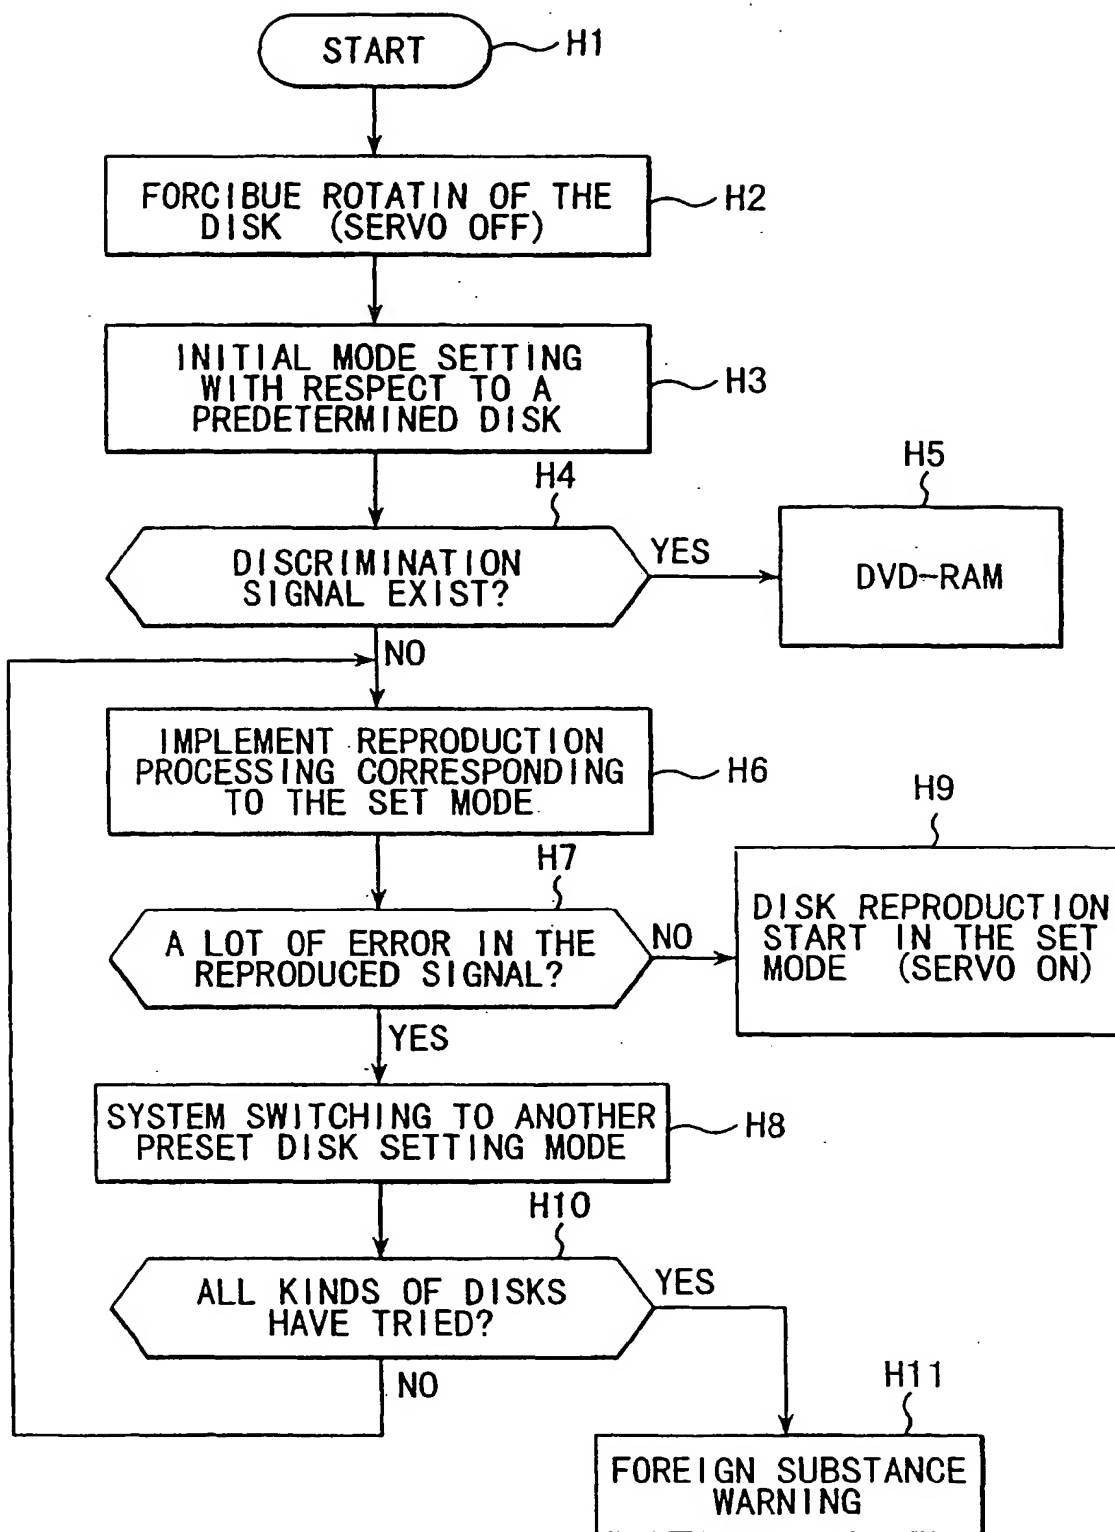 START
H1
FORCIBUE ROTATIN OF THE
DISK (SERVO OFF)
H2
INITIAL MODE SETTING
WITH RESPECT TO A
PREDETERMINED DISK
H3
H4
DISCRIMINATION
SIGNAL EXIST?
YES
H5
DVD-RAM
NO
IMPLEMENT REPRODUCTION
PROCESSING CORRESPONDING
TO THE SET MODE
H6
H7
A LOT OF ERROR IN THE
REPRODUCED SIGNAL?
NO
H9
DISK REPRODUCTION
START IN THE SET
MODE (SERVO ON)
YES
SYSTEM SWITCHING TO ANOTHER
PRESET DISK SETTING MODE
H8
H10
ALL KINDS OF DISKS
HAVE TRIED?
YES
NO
H11
FOREIGN SUBSTANCE
WARNING